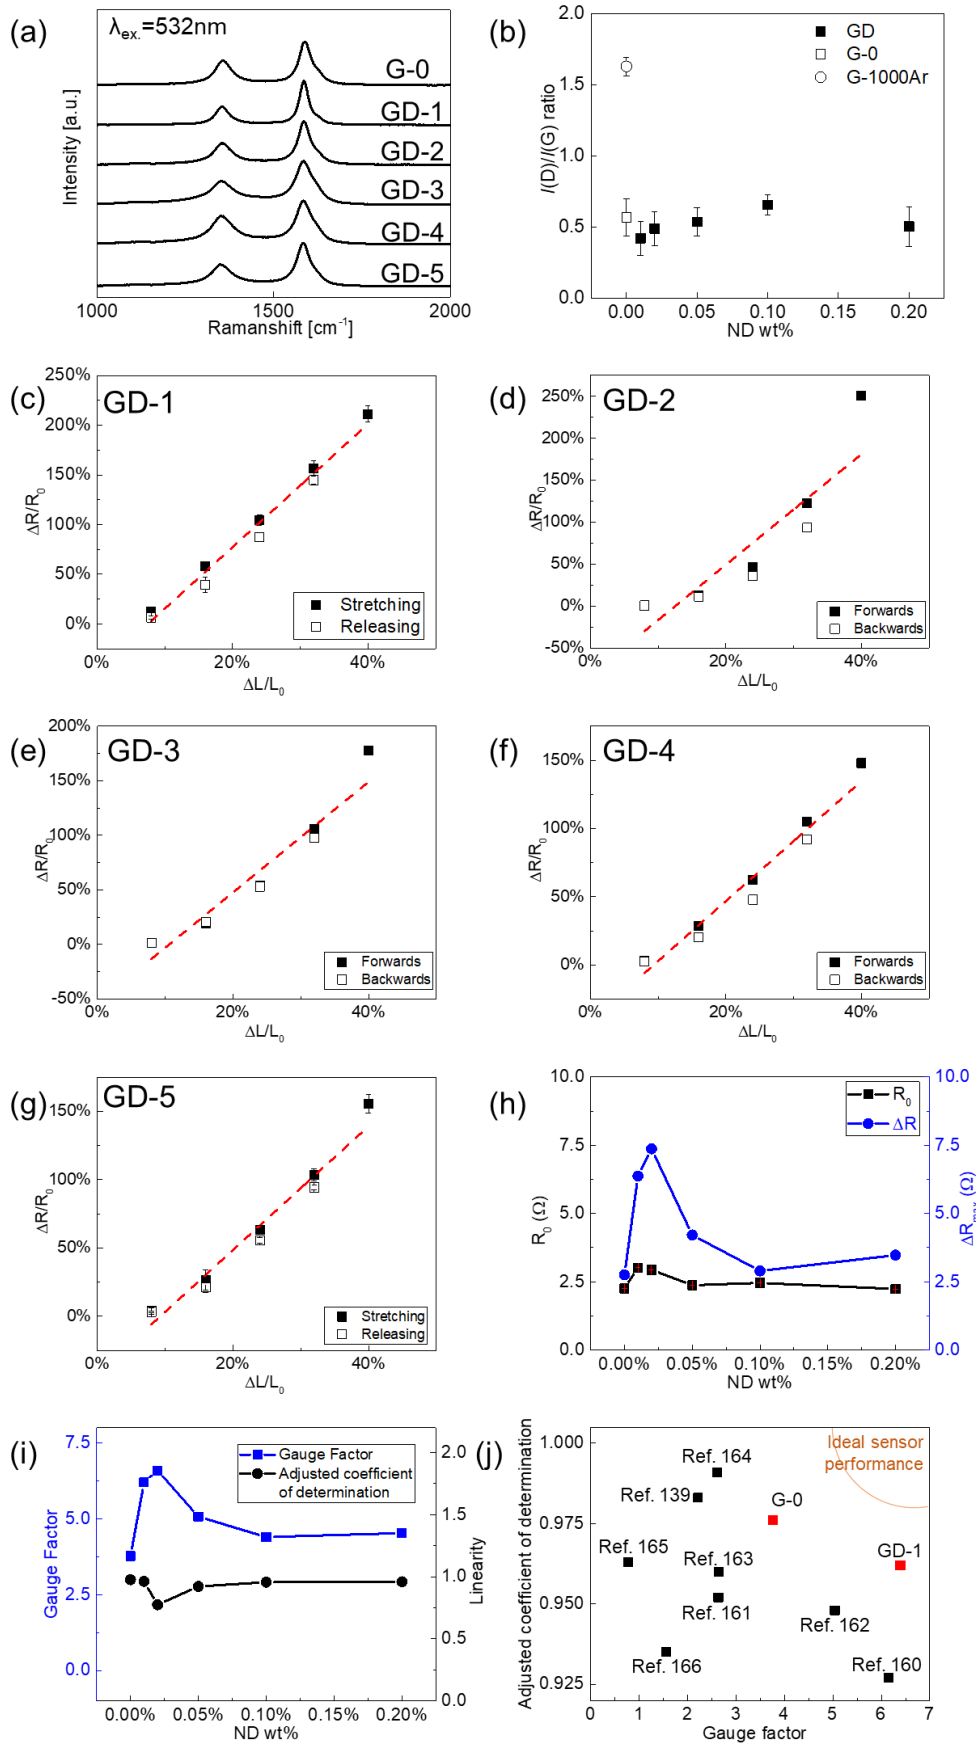 (a)
λex.=532nm
G-0
GD-1
GD-2
GD-3
GD-4
GD-5
Intensity [a.u.]
1000 1500 2000
Ramanshift [cm⁻¹]
(b)
2.0
1.5
1.0
0.5
0.0
I(D)/I(G) ratio
GD
G-0
G-1000Ar
0.00 0.05 0.10 0.15 0.20
ND wt%
(c)
GD-1
250%
200%
150%
100%
50%
0%
ΔR/R₀
Stretching
Releasing
0% 20% 40%
ΔL/L₀
(d)
GD-2
250%
200%
150%
100%
50%
0%
-50%
ΔR/R₀
Forwards
Backwards
0% 20% 40%
ΔL/L₀
(e)
GD-3
200%
150%
100%
50%
0%
-50%
ΔR/R₀
Forwards
Backwards
0% 20% 40%
ΔL/L₀
(f)
GD-4
150%
100%
50%
0%
ΔR/R₀
Forwards
Backwards
0% 20% 40%
ΔL/L₀
(g)
GD-5
150%
100%
50%
0%
ΔR/R₀
Stretching
Releasing
0% 20% 40%
ΔL/L₀
(h)
10.0
7.5
5.0
2.5
0.0
R₀ (Ω)
R₀
ΔR
10.0
7.5
5.0
2.5
0.0
ΔRmax (Ω)
0.00% 0.05% 0.10% 0.15% 0.20%
ND wt%
(i)
7.5
5.0
2.5
0.0
Gauge Factor
Gauge Factor
Adjusted coefficient
of determination
2.0
1.5
1.0
0.5
0.0
Linearity
0.00% 0.05% 0.10% 0.15% 0.20%
ND wt%
(j)
1.000
0.975
0.950
0.925
Adjusted coefficient of determination
Ideal sensor
performance
Ref. 164
Ref. 139
G-0
Ref. 165
Ref. 163
GD-1
Ref. 161
Ref. 162
Ref. 166
Ref. 160
0 1 2 3 4 5 6 7
Gauge factor